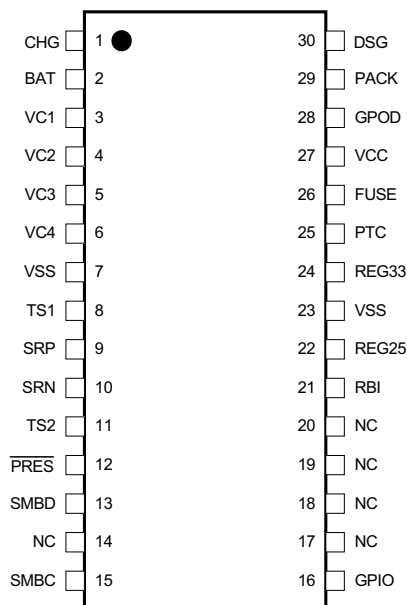 CHG 1 30 DSG
BAT 2 29 PACK
VC1 3 28 GPOD
VC2 4 27 VCC
VC3 5 26 FUSE
VC4 6 25 PTC
VSS 7 24 REG33
TS1 8 23 VSS
SRP 9 22 REG25
SRN 10 21 RBI
TS2 11 20 NC
PRES 12 19 NC
SMBD 13 18 NC
NC 14 17 NC
SMBC 15 16 GPIO